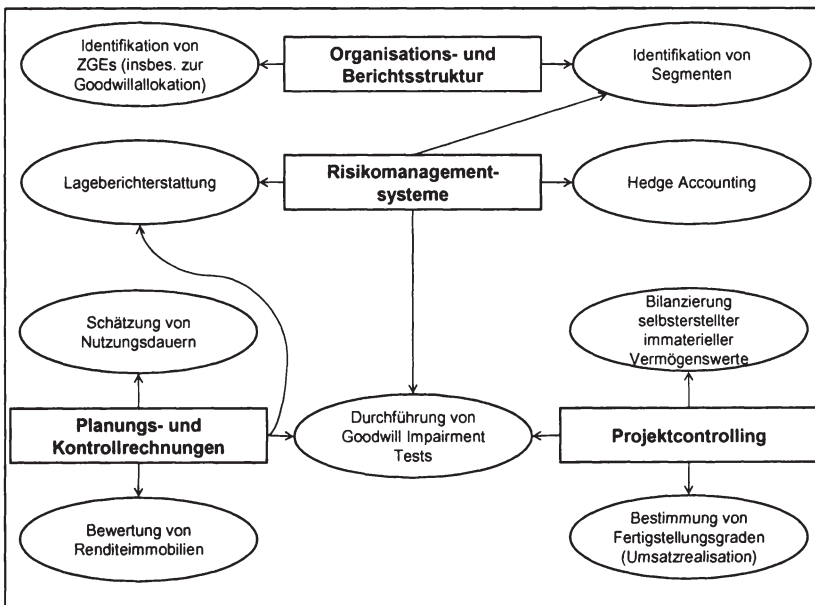 Identifikation von
ZGEs (insbes. zur
Goodwillallokation)
Organisations- und
Berichtsstruktur
Identifikation von
Segmenten
Lageberichterstattung
Risikomanagement-
systeme
Hedge Accounting
Schätzung von
Nutzungsdauern
Bilanzierung
selbsterstellter
immaterieller
Vermögenswerte
Planungs- und
Kontrollrechnungen
Durchführung von
Goodwill Impairment
Tests
Projektcontrolling
Bewertung von
Renditeimmobilien
Bestimmung von
Fertigstellungsgraden
(Umsatzrealisation)